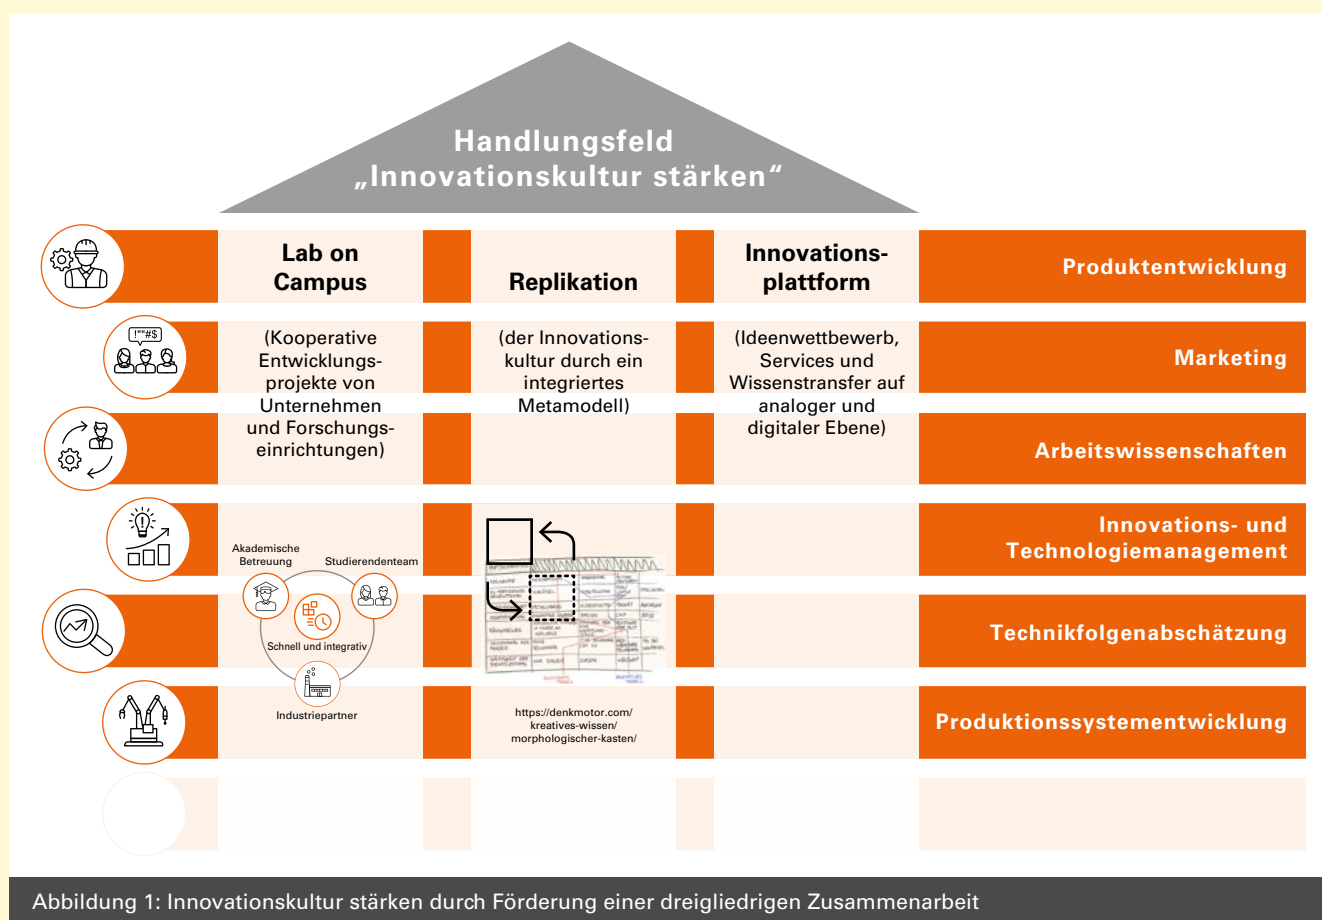 Handlungsfeld
„Innovationskultur stärken“
Lab on
Campus
Replikation
Innovations-
plattform
Produktentwicklung
!""#$
(Kooperative
Entwicklungs-
projekte von
Unternehmen
und Forschungs-
einrichtungen)
(der Innovations-
kultur durch ein
integriertes
Metamodell)
(Ideenwettbewerb,
Services und
Wissenstransfer auf
analoger und
digitaler Ebene)
Marketing
Arbeitswissenschaften
Innovations- und
Technologiemanagement
Akademische
Betreuung
Studierendenteam
Schnell und integrativ
Industriepartner
Technikfolgenabschätzung
https://denkmotor.com/
kreatives-wissen/
morphologischer-kasten/
Produktionssystementwicklung
Abbildung 1: Innovationskultur stärken durch Förderung einer dreigliedrigen Zusammenarbeit